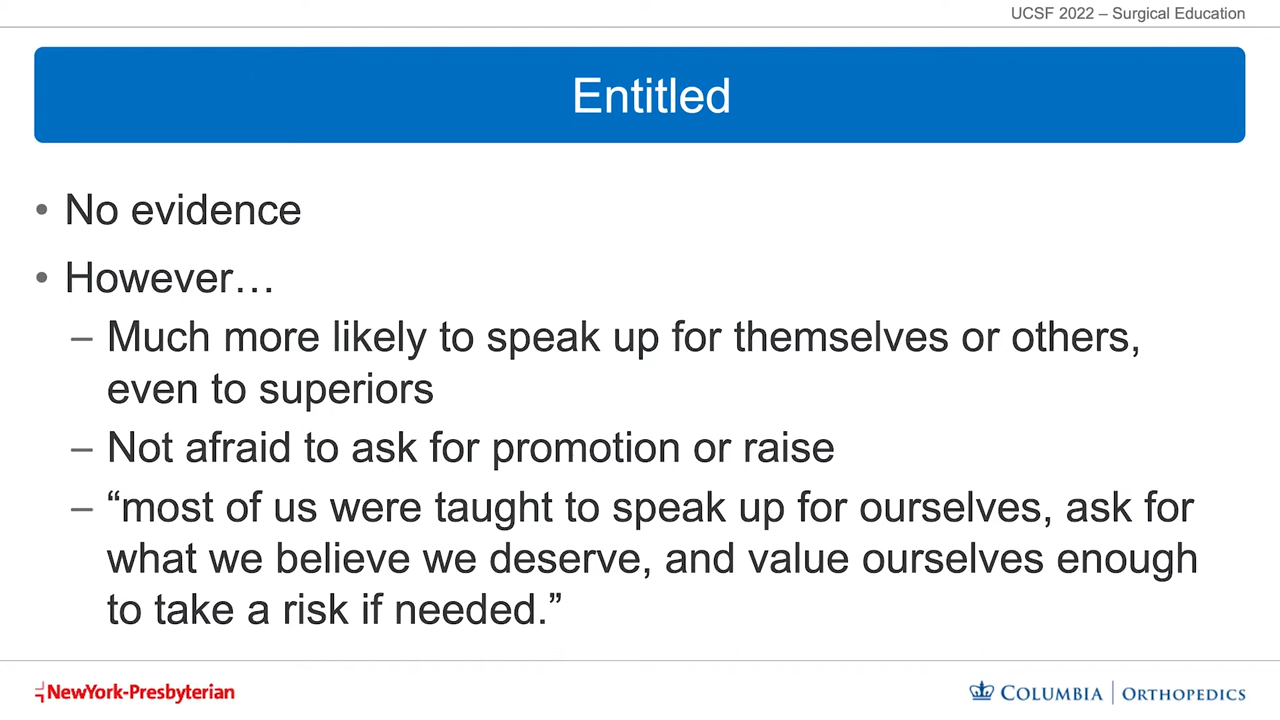 UCSF 2022 – Surgical Education
Entitled
• No evidence
• However…
– Much more likely to speak up for themselves or others,
even to superiors
– Not afraid to ask for promotion or raise
– “most of us were taught to speak up for ourselves, ask for
what we believe we deserve, and value ourselves enough
to take a risk if needed.”
NewYork-Presbyterian
COLUMBIA | ORTHOPEDICS